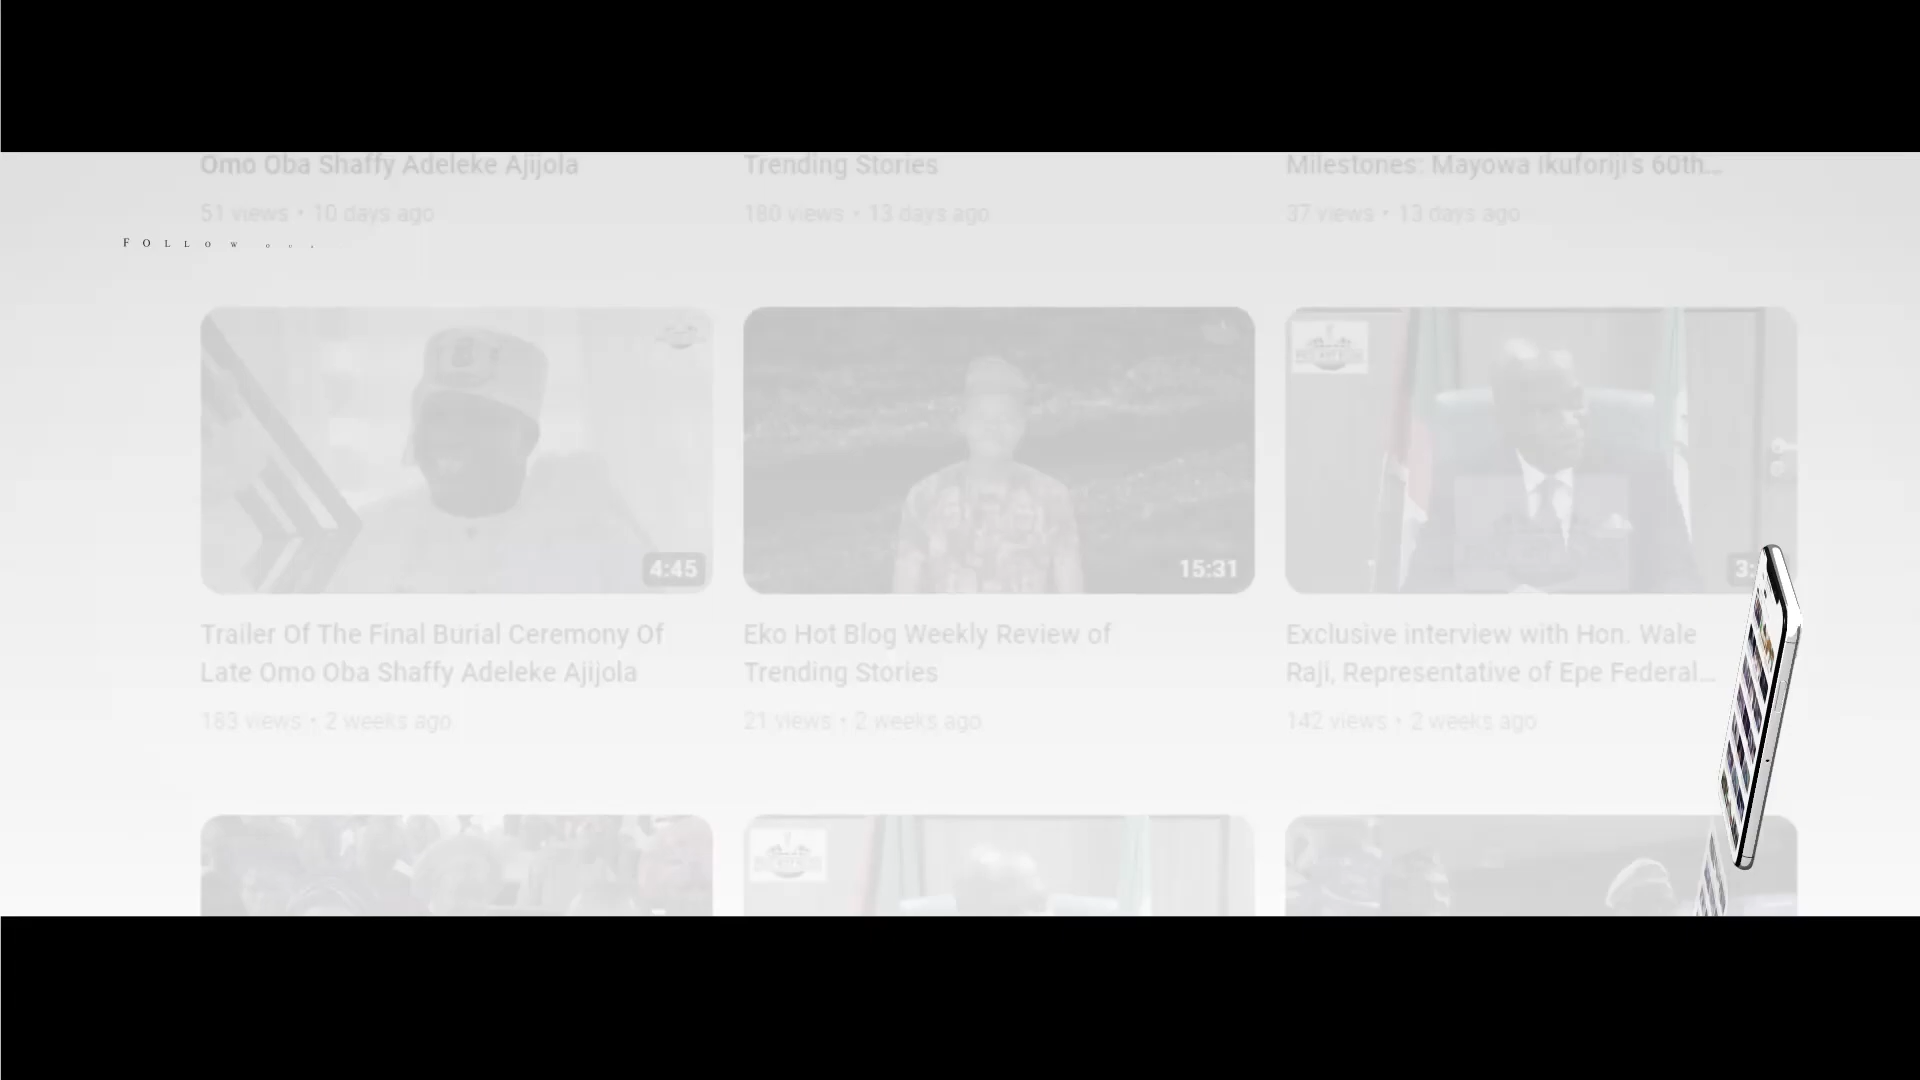 Omo Oba Shaffy Adeleke Ajijola
51 views • 10 days ago
Trending Stories
180 views • 13 days ago
Milestones: Mayowa Ikuforiji's 60th...
37 views • 13 days ago
FOLLOW OU
4:45
15:31
3:
Trailer Of The Final Burial Ceremony Of
Late Omo Oba Shaffy Adeleke Ajijola
183 views • 2 weeks ago
Eko Hot Blog Weekly Review of
Trending Stories
21 views • 2 weeks ago
Exclusive interview with Hon. Wale
Raji, Representative of Epe Federal...
142 views • 2 weeks ago